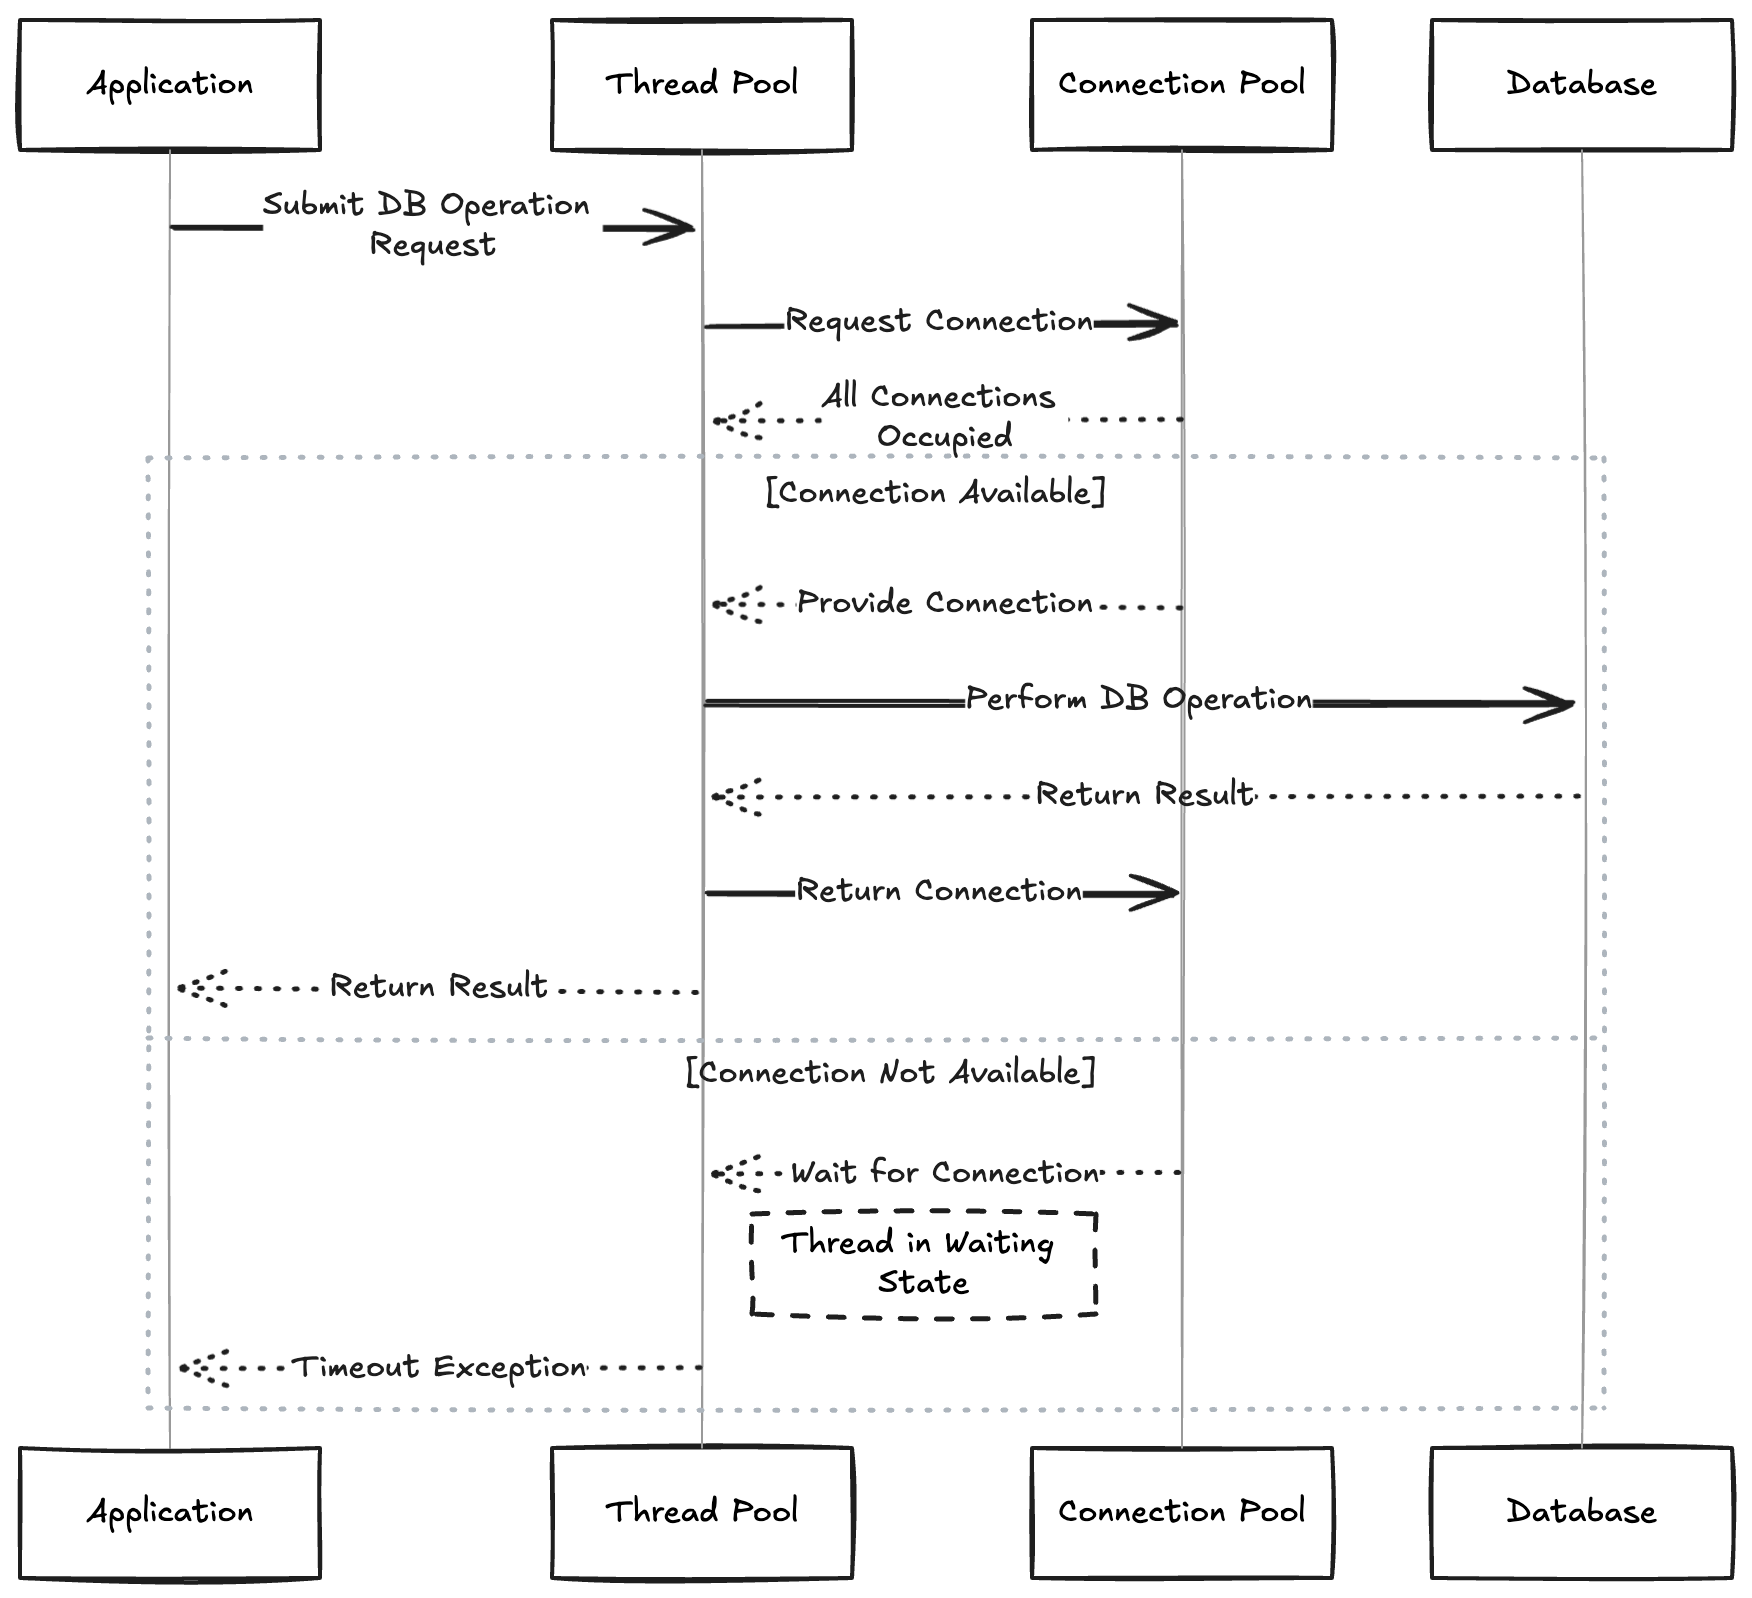 Application
Thread Pool
Connection Pool
Database
Submit DB Operation
Request
Request Connection
All Connections
Occupied
[Connection Available]
Provide Connection
Perform DB Operation
Return Result
Return Connection
Return Result
[Connection Not Available]
Wait for Connection
Thread in Waiting
State
Timeout Exception
Application
Thread Pool
Connection Pool
Database